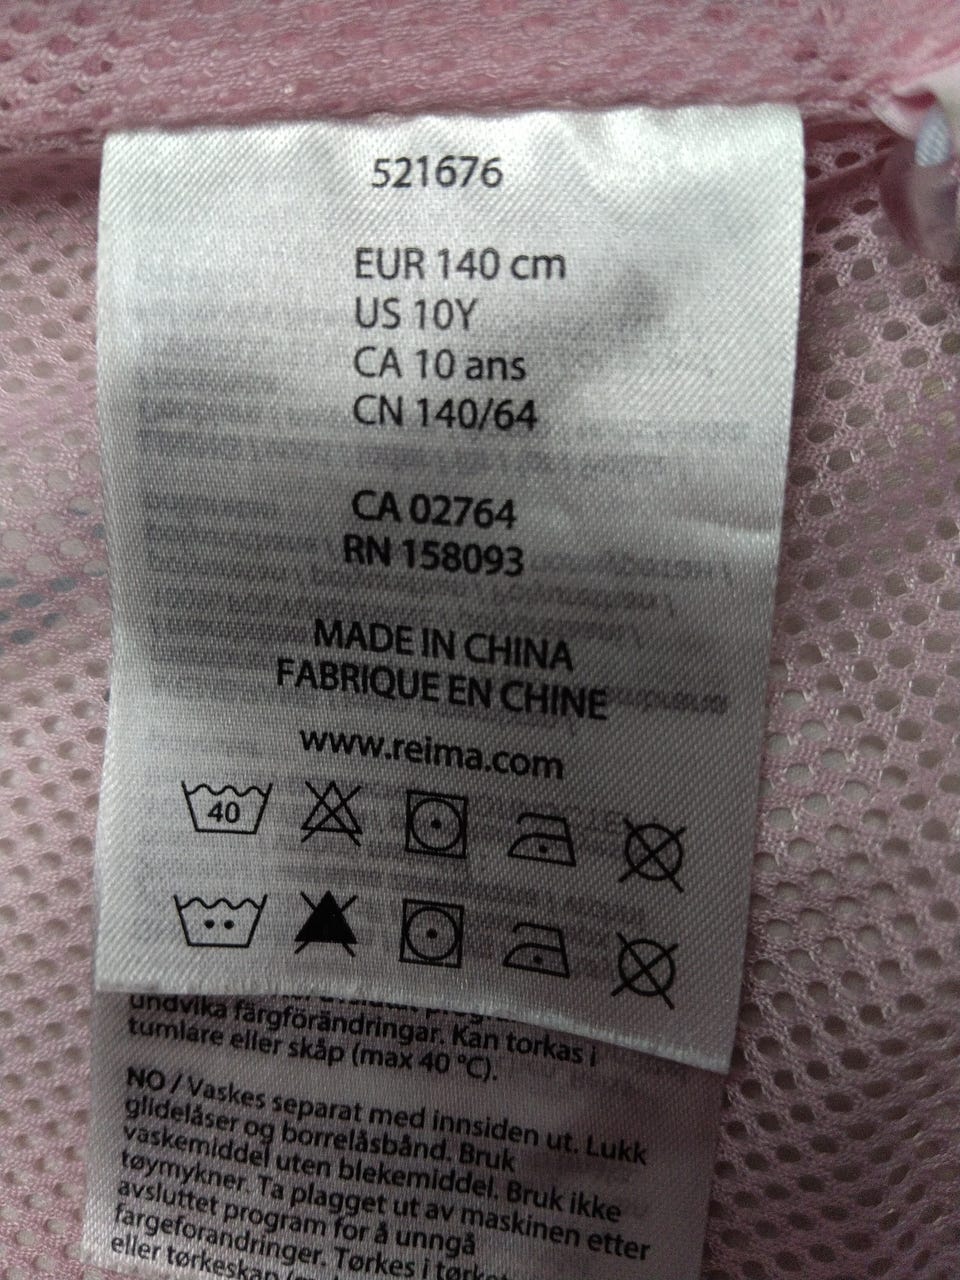 521676
EUR 140 cm
US 10Y
CA 10 ans
CN 140/64
CA 02764
RN 158093
MADE IN CHINA
FABRIQUE EN CHINE
www.reima.com
40
undvika färgförändringar. Kan torkas i
tumlare eller skåp (max 40 °C).
NO / Vaskes separat med innsiden ut. Lukk
glidelåser og borrelåsbånd. Bruk
vaskemiddel uten blekemiddel. Bruk ikke
tøymykner. Ta plagget ut av maskinen etter
avsluttet program for å unngå
fargeforandringer. Tørkes i
eller tørkeskap